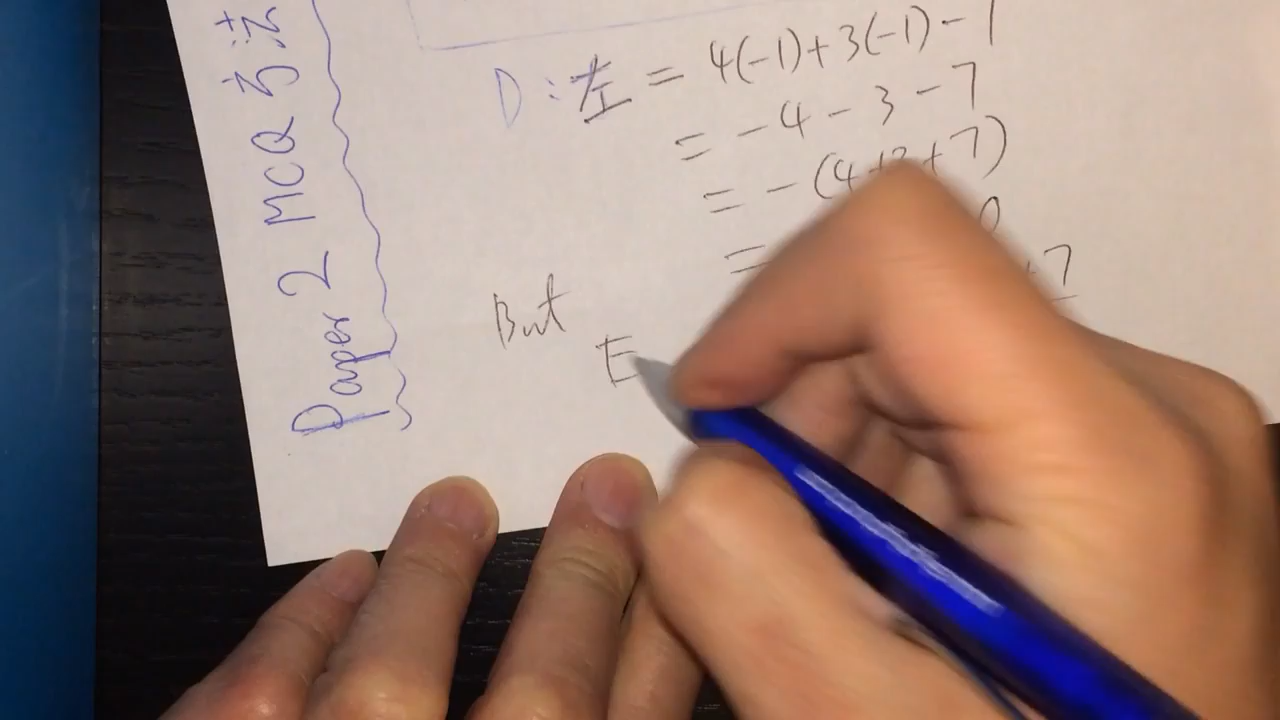 Paper 2 MCQ 方法
D:左 = 4(-1)+3(-1)-7
= -4-3-7
= -(4+3+7)
=
But
E